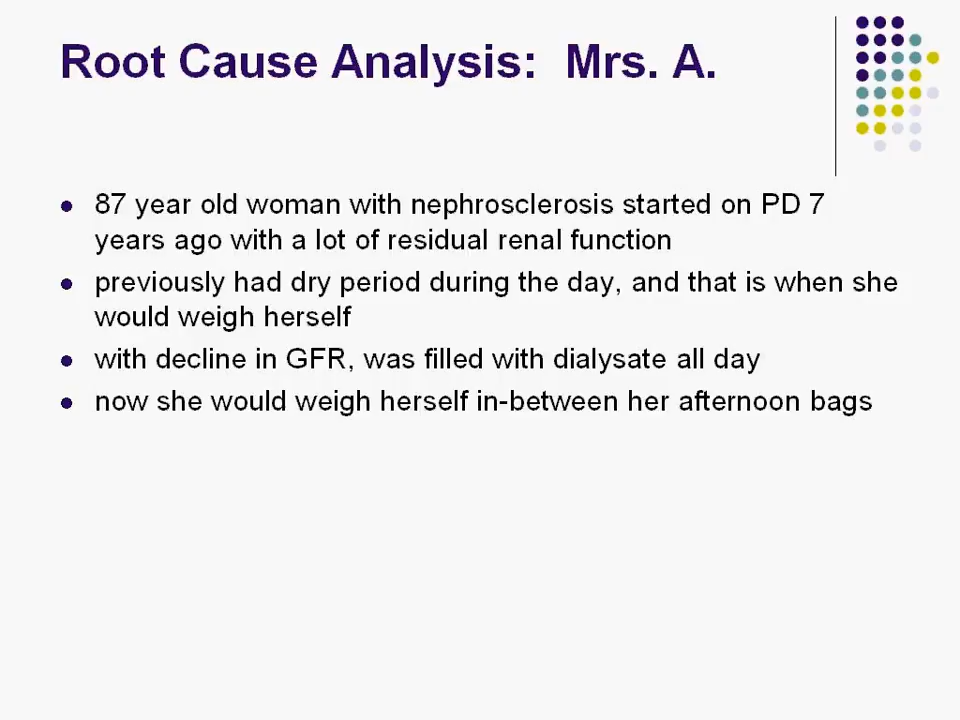 Root Cause Analysis: Mrs. A.
87 year old woman with nephrosclerosis started on PD 7
years ago with a lot of residual renal function
previously had dry period during the day, and that is when she
would weigh herself
with decline in GFR, was filled with dialysate all day
now she would weigh herself in-between her afternoon bags